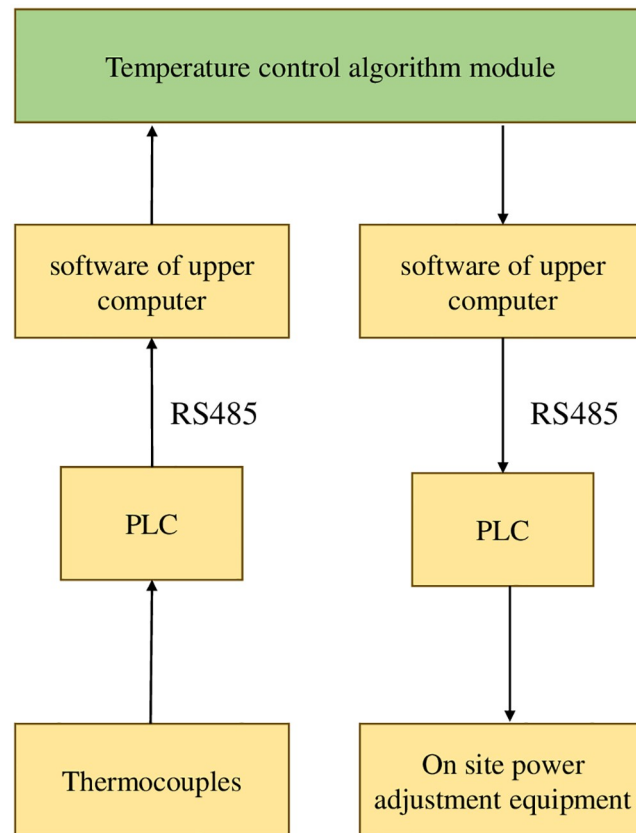 Temperature control algorithm module
software of upper
computer
software of upper
computer
RS485
RS485
PLC
PLC
Thermocouples
On site power
adjustment equipment